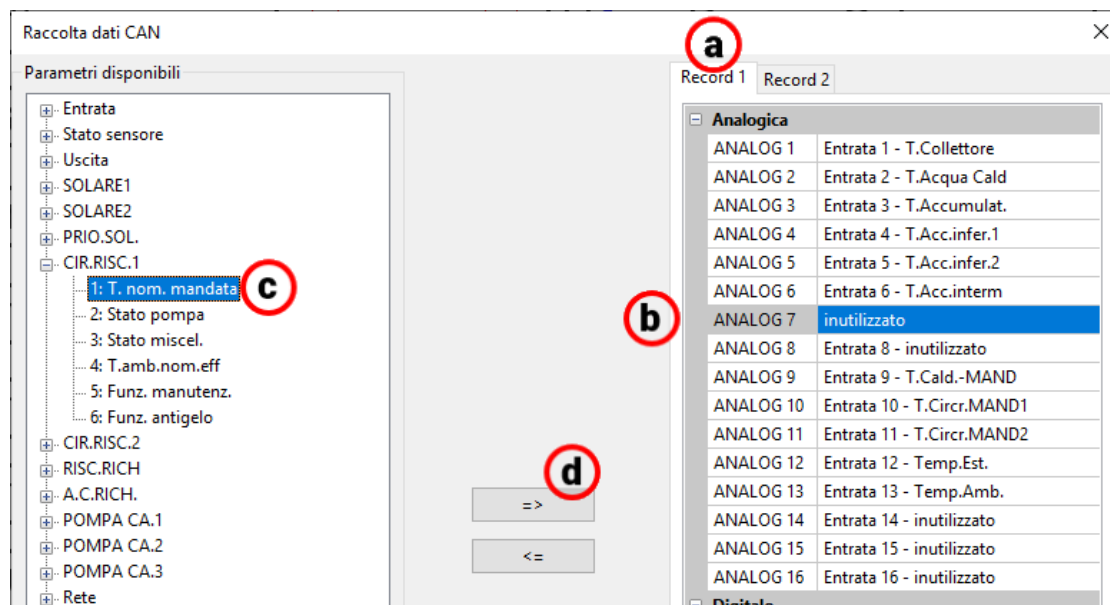 Raccolta dati CAN
a
Parametri disponibili
Entrata
Stato sensore
Uscita
SOLARE1
SOLARE2
PRIO.SOL.
CIR.RISC.1
1: T. nom. mandata
c
2: Stato pompa
3: Stato miscel.
4: T.amb.nom.eff
5: Funz. manutenz.
6: Funz. antigelo
CIR.RISC.2
RISC.RICH
A.C.RICH.
POMPA CA.1
POMPA CA.2
POMPA CA.3
Rete
d
=>
<=
Record 1 Record 2
Analogica
ANALOG 1 Entrata 1 - T.Collettore
ANALOG 2 Entrata 2 - T.Acqua Cald
ANALOG 3 Entrata 3 - T.Accumulat.
ANALOG 4 Entrata 4 - T.Acc.infer.1
ANALOG 5 Entrata 5 - T.Acc.infer.2
ANALOG 6 Entrata 6 - T.Acc.interm
b
ANALOG 7 inutilizzato
ANALOG 8 Entrata 8 - inutilizzato
ANALOG 9 Entrata 9 - T.Cald.-MAND
ANALOG 10 Entrata 10 - T.Circr.MAND1
ANALOG 11 Entrata 11 - T.Circr.MAND2
ANALOG 12 Entrata 12 - Temp.Est.
ANALOG 13 Entrata 13 - Temp.Amb.
ANALOG 14 Entrata 14 - inutilizzato
ANALOG 15 Entrata 15 - inutilizzato
ANALOG 16 Entrata 16 - inutilizzato
Digitale